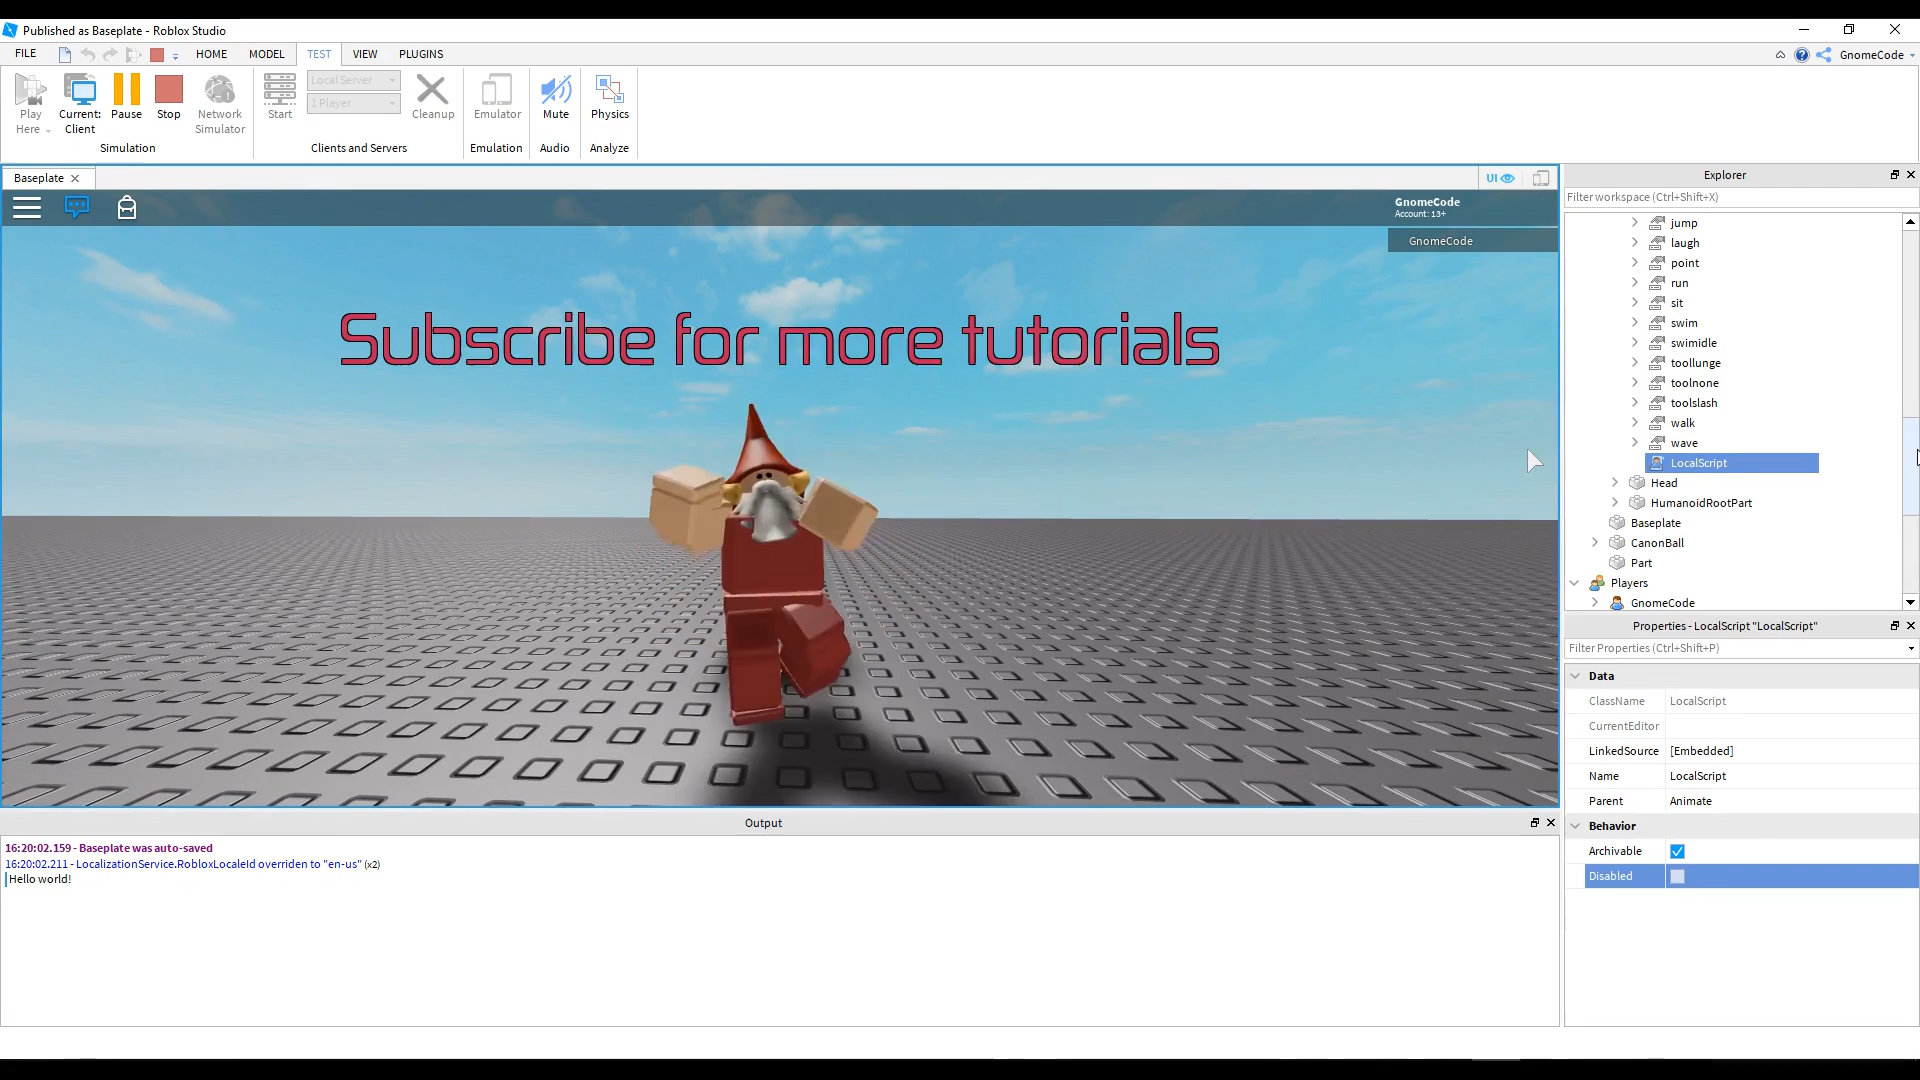 Published as Baseplate - Roblox Studio
FILE HOME MODEL TEST VIEW PLUGINS GnomeCode
Play Here
Current: Client
Pause
Stop
Network Simulator
Simulation
Start
Local Server
1 Player
Cleanup
Clients and Servers
Emulator
Emulation
Mute
Audio
Physics
Analyze
Baseplate
UI
GnomeCode
Account: 13+
GnomeCode
Subscribe for more tutorials
Explorer
Filter workspace (Ctrl+Shift+X)
jump
laugh
point
run
sit
swim
swimidle
toollunge
toolnone
toolslash
walk
wave
LocalScript
Head
HumanoidRootPart
Baseplate
CanonBall
Part
Players
GnomeCode
Properties - LocalScript "LocalScript"
Filter Properties (Ctrl+Shift+P)
Data
ClassName LocalScript
CurrentEditor
LinkedSource [Embedded]
Name LocalScript
Parent Animate
Behavior
Archivable
Disabled
Output
16:20:02.159 - Baseplate was auto-saved
16:20:02.211 - LocalizationService.RobloxLocaleId overriden to "en-us" (x2)
Hello world!